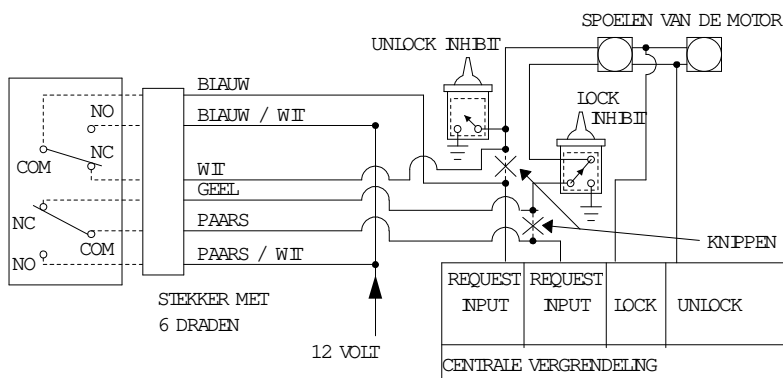 SPOELEN VAN DE MOTOR
UNLOCK INHIBIT
BLAUW
NO
BLAUW / WIT
LOCK
INHIBIT
NC
COM
WIT
GEEL
NC
PAARS
COM
KNIPPEN
NO
PAARS / WIT
STEKKER MET
6 DRADEN
12 VOLT
REQUEST
INPUT
REQUEST
INPUT
LOCK
UNLOCK
CENTRALE VERGRENDELING